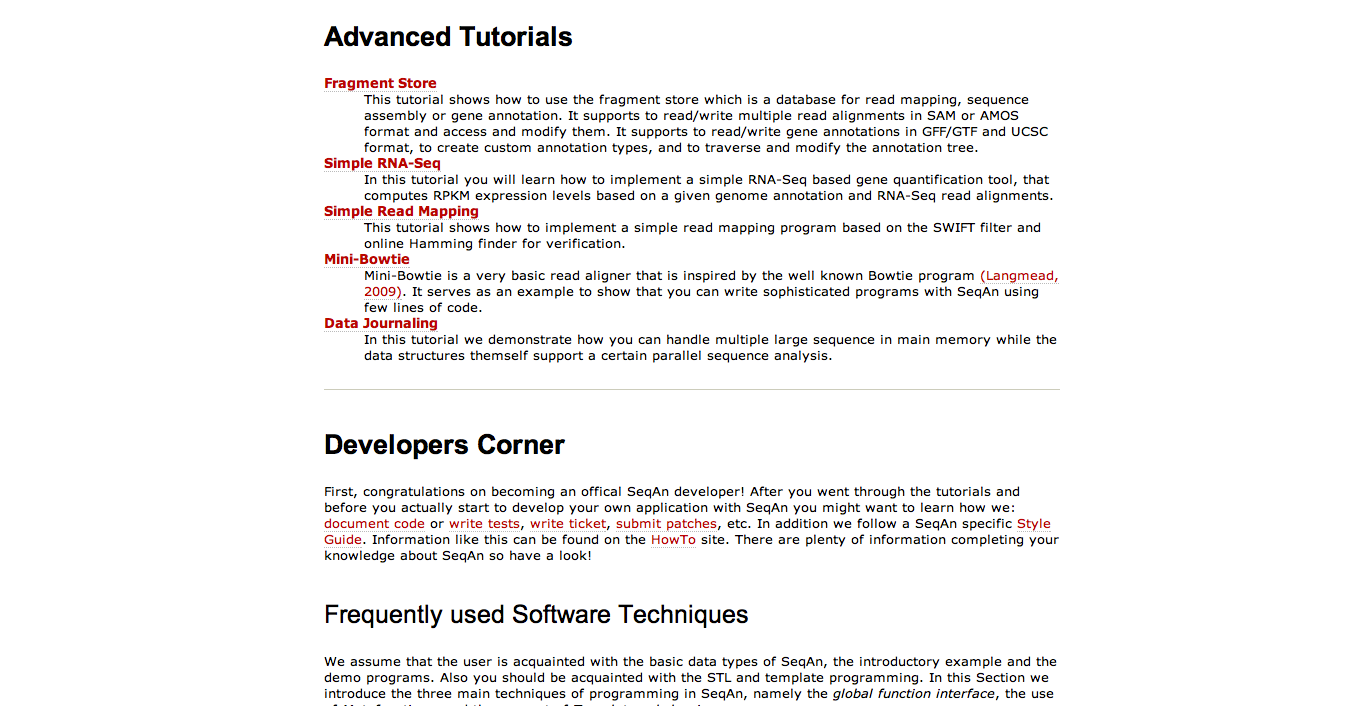 Advanced Tutorials
Fragment Store
This tutorial shows how to use the fragment store which is a database for read mapping, sequence
assembly or gene annotation. It supports to read/write multiple read alignments in SAM or AMOS
format and access and modify them. It supports to read/write gene annotations in GFF/GTF and UCSC
format, to create custom annotation types, and to traverse and modify the annotation tree.
Simple RNA-Seq
In this tutorial you will learn how to implement a simple RNA-Seq based gene quantification tool, that
computes RPKM expression levels based on a given genome annotation and RNA-Seq read alignments.
Simple Read Mapping
This tutorial shows how to implement a simple read mapping program based on the SWIFT filter and
online Hamming finder for verification.
Mini-Bowtie
Mini-Bowtie is a very basic read aligner that is inspired by the well known Bowtie program (Langmead,
2009). It serves as an example to show that you can write sophisticated programs with SeqAn using
few lines of code.
Data Journaling
In this tutorial we demonstrate how you can handle multiple large sequence in main memory while the
data structures themself support a certain parallel sequence analysis.
Developers Corner
First, congratulations on becoming an offical SeqAn developer! After you went through the tutorials and
before you actually start to develop your own application with SeqAn you might want to learn how we:
document code or write tests, write ticket, submit patches, etc. In addition we follow a SeqAn specific Style
Guide. Information like this can be found on the HowTo site. There are plenty of information completing your
knowledge about SeqAn so have a look!
Frequently used Software Techniques
We assume that the user is acquainted with the basic data types of SeqAn, the introductory example and the
demo programs. Also you should be acquainted with the STL and template programming. In this Section we
introduce the three main techniques of programming in SeqAn, namely the global function interface, the use